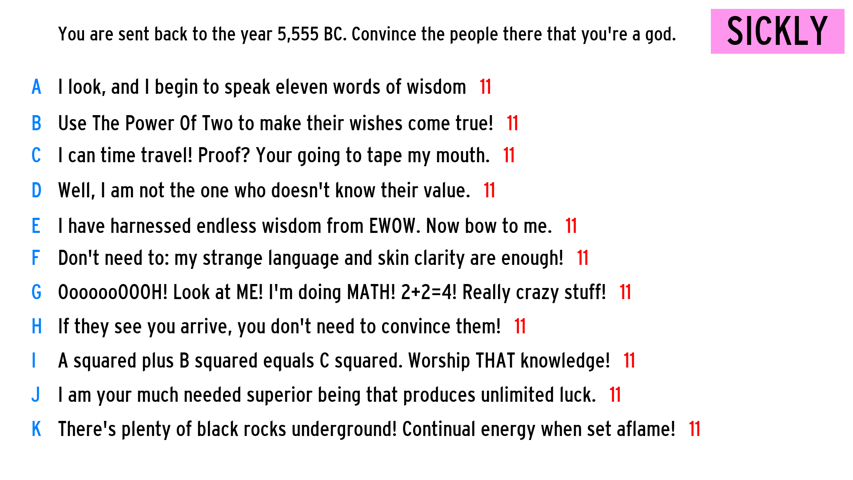 You are sent back to the year 5,555 BC. Convince the people there that you're a god.
SICKLY
A I look, and I begin to speak eleven words of wisdom 11
B Use The Power Of Two to make their wishes come true! 11
C I can time travel! Proof? Your going to tape my mouth. 11
D Well, I am not the one who doesn't know their value. 11
E I have harnessed endless wisdom from EWOW. Now bow to me. 11
F Don't need to: my strange language and skin clarity are enough! 11
G OoooooOOOH! Look at ME! I'm doing MATH! 2+2=4! Really crazy stuff! 11
H If they see you arrive, you don't need to convince them! 11
I A squared plus B squared equals C squared. Worship THAT knowledge! 11
J I am your much needed superior being that produces unlimited luck. 11
K There's plenty of black rocks underground! Continual energy when set aflame! 11